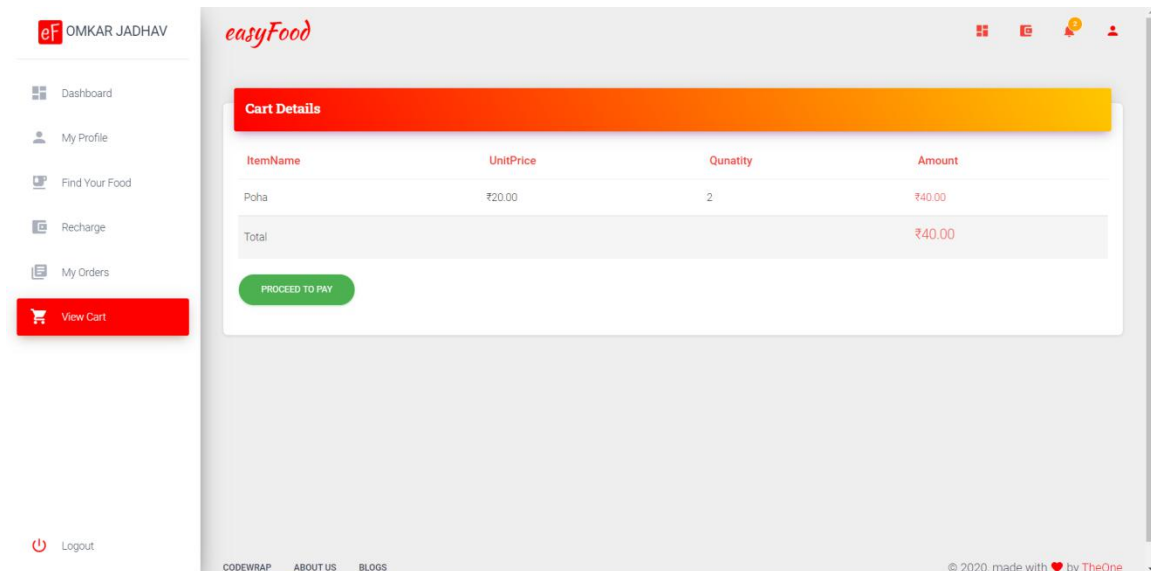 eF OMKAR JADHAV
Dashboard
My Profile
Find Your Food
Recharge
My Orders
View Cart
Logout
easyFood
2
Cart Details
ItemName UnitPrice Qunatity Amount
Poha ₹20.00 2 ₹40.00
Total ₹40.00
PROCEED TO PAY
CODEWRAP ABOUT US BLOGS
© 2020, made with ♥ by TheOne